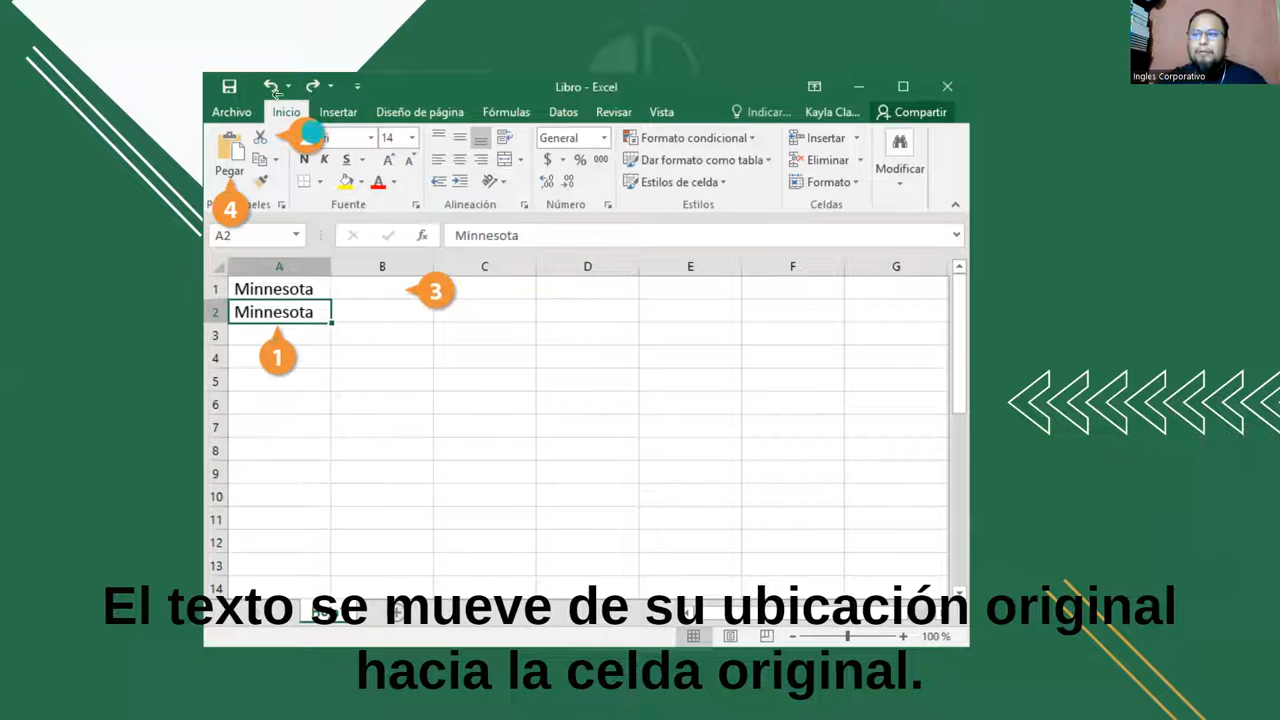 Ingles Corporativo
Libro - Excel
Archivo Inicio Insertar Diseño de página Fórmulas Datos Revisar Vista Indicar... Kayla Cla... Compartir
14 General Formato condicional Insertar
Pegar N K S A A $ % 000 Dar formato como tabla Eliminar Modificar
A Estilos de celda Formato
4 Fuente Alineación Número Estilos Celdas
A2 fx Minnesota
A B C D E F G
1 Minnesota 3
2 Minnesota
3
1
4
5
6
7
8
9
10
11
12
13
14
El texto se mueve de su ubicación original
hacia la celda original.
100 %